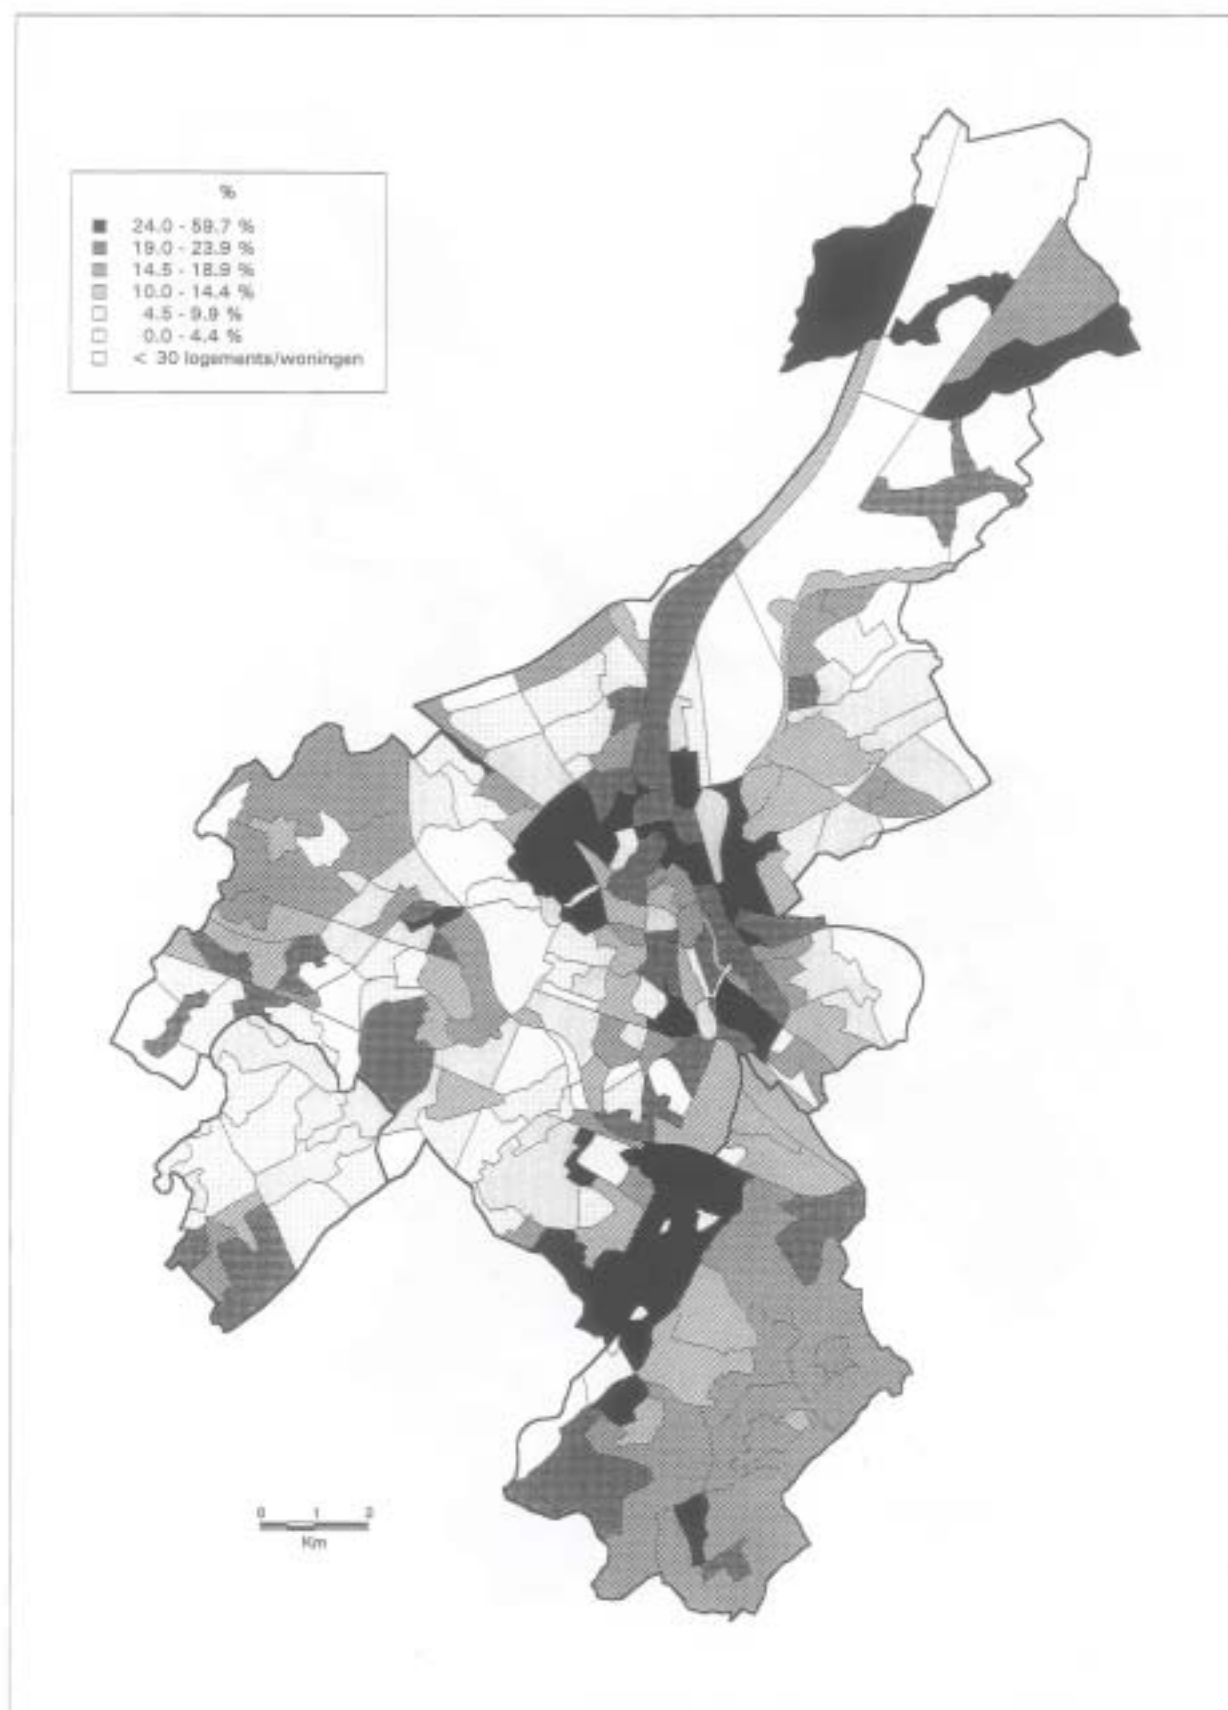 %
24.0 - 59.7 %
19.0 - 23.9 %
14.5 - 18.9 %
10.0 - 14.4 %
4.5 - 9.9 %
0.0 - 4.4 %
< 30 logements/woningen
0 1 2
Km